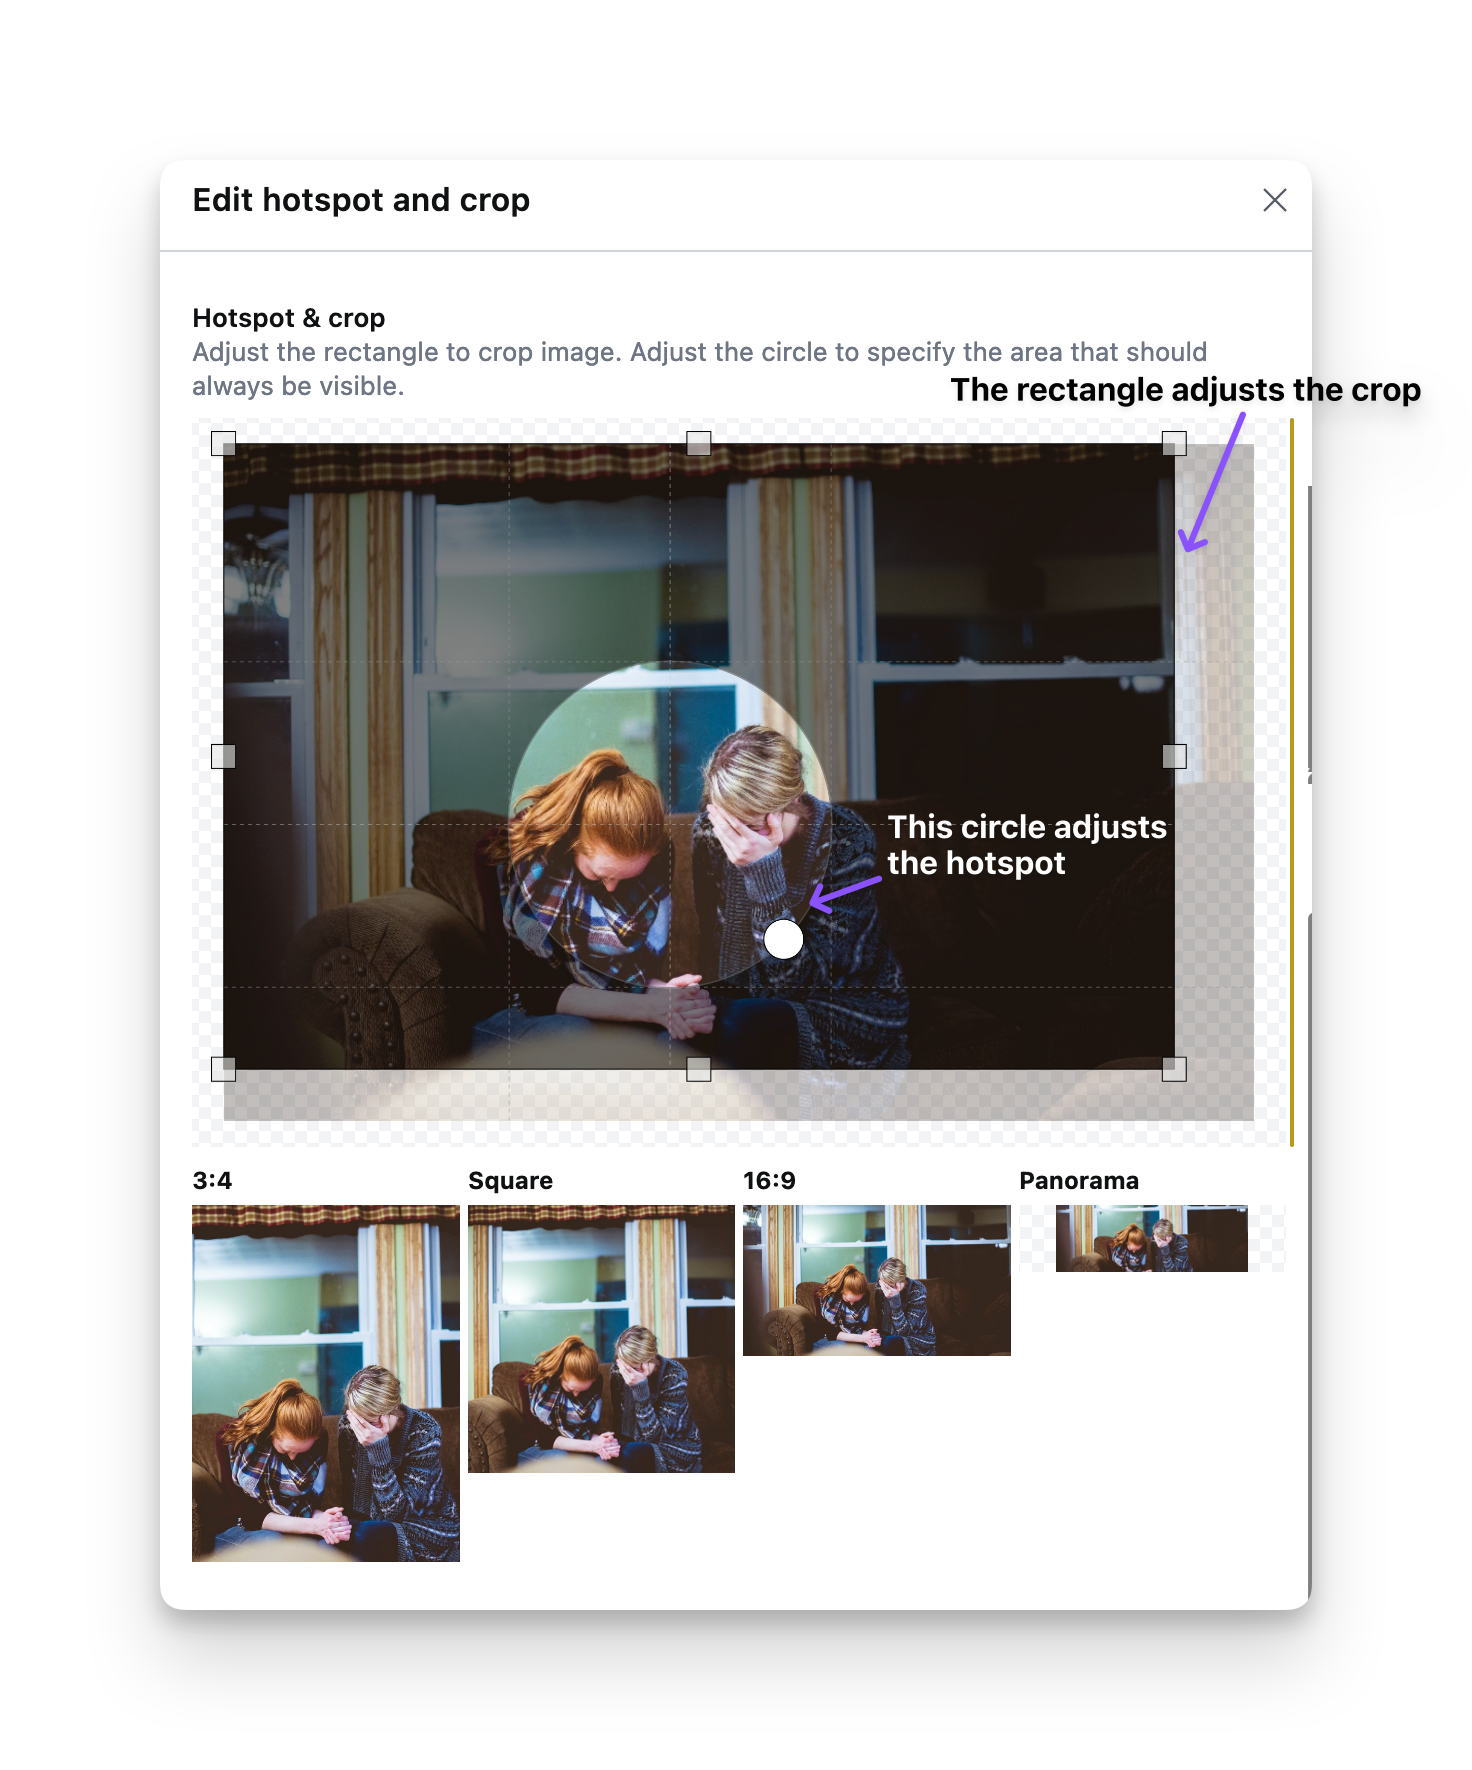 Edit hotspot and crop
Hotspot & crop
Adjust the rectangle to crop image. Adjust the circle to specify the area that should
always be visible.
The rectangle adjusts the crop
This circle adjusts
the hotspot
3:4
Square
16:9
Panorama